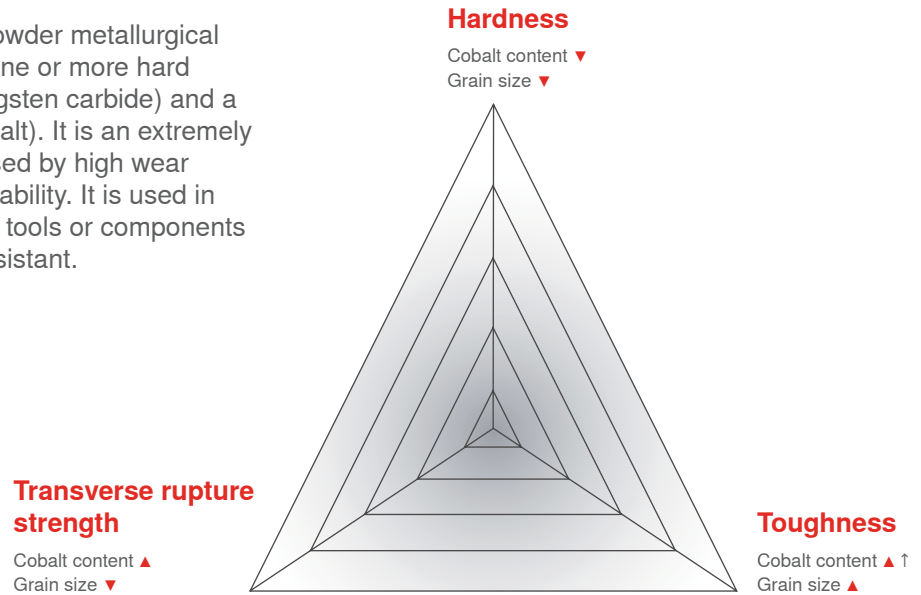 owder metallurgical
ne or more hard
gsten carbide) and a
alt). It is an extremely
sed by high wear
ability. It is used in
tools or components
sistant.
Hardness
Cobalt content ▼
Grain size ▼
Transverse rupture
strength
Cobalt content ▲
Grain size ▼
Toughness
Cobalt content ▲ ↑
Grain size ▲